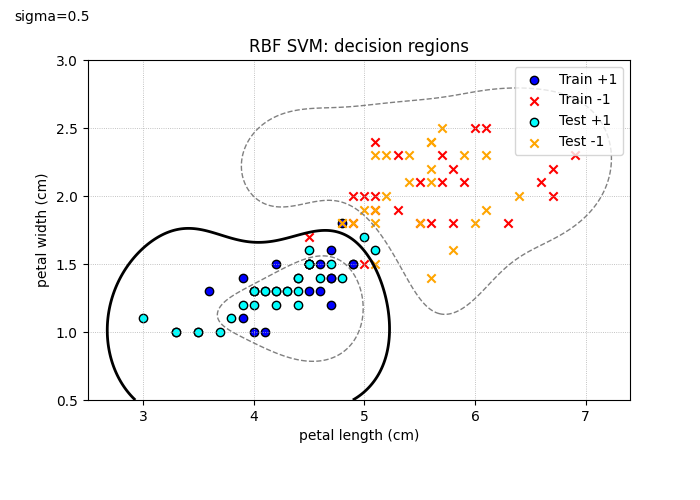 sigma=0.5
RBF SVM: decision regions
Train +1
Train -1
Test +1
Test -1
3.0
2.5
2.0
1.5
1.0
0.5
petal width (cm)
3 4 5 6 7
petal length (cm)